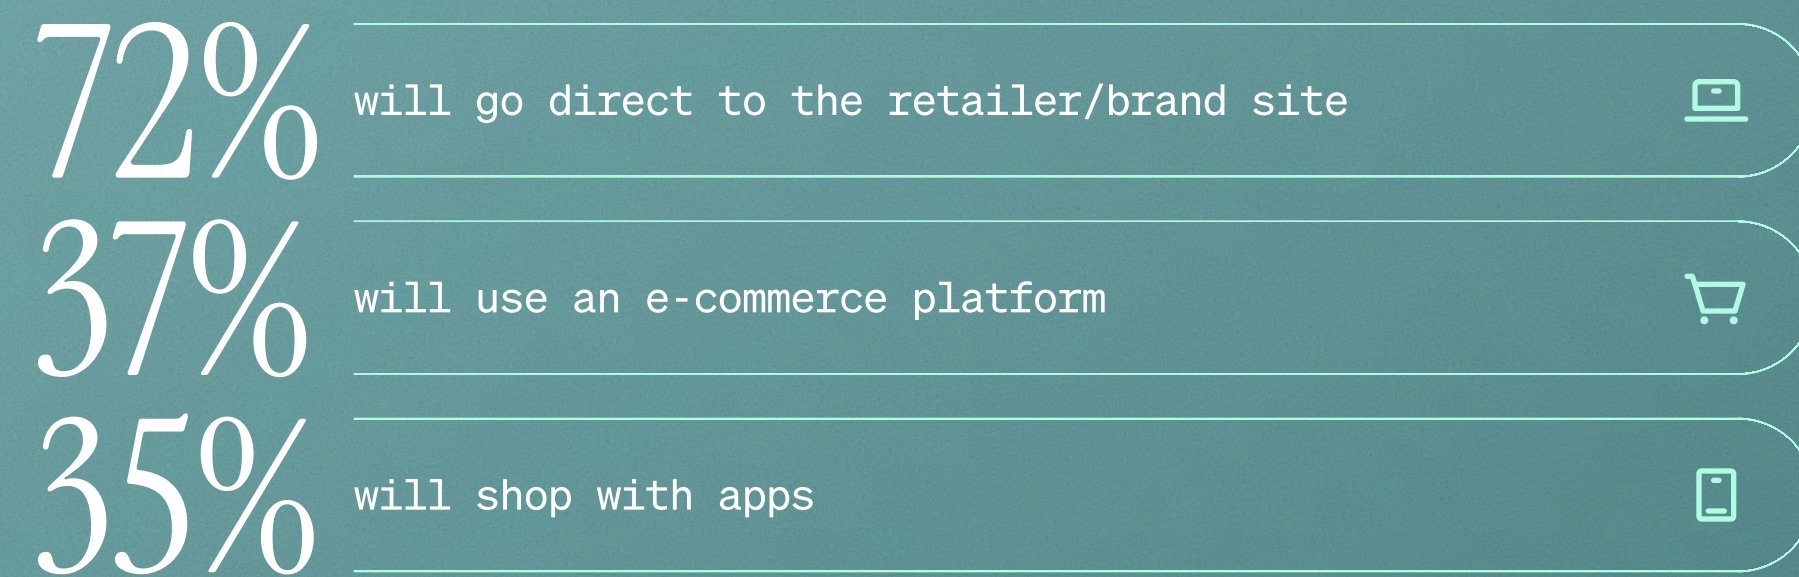 72% will go direct to the retailer/brand site
37% will use an e-commerce platform
35% will shop with apps